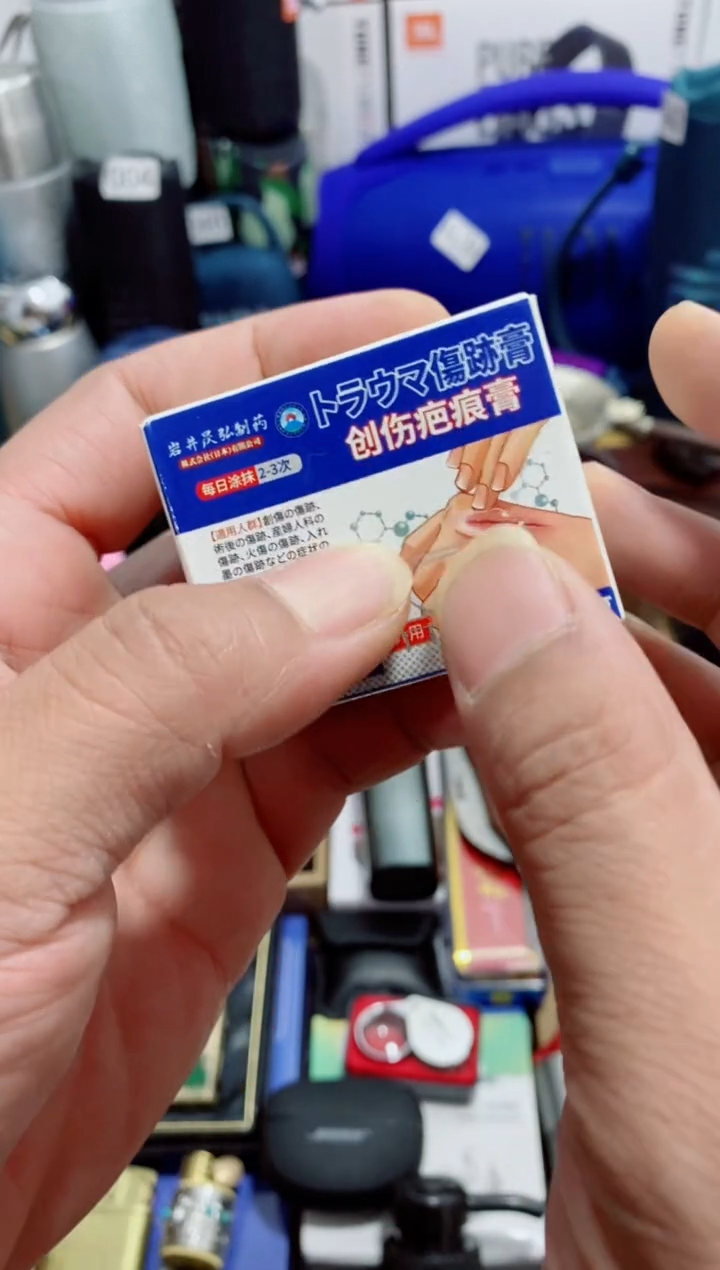 トラウマ傷跡膏
创伤疤痕膏
岩井苠弘制药
株式会社(日本)有限公司
每日涂抹 2-3次
【適用人群】創傷の傷跡、
術後の傷跡、産婦人科の
傷跡、火傷の傷跡、入れ
墨の傷跡などの症状の
用
JBL
PURE